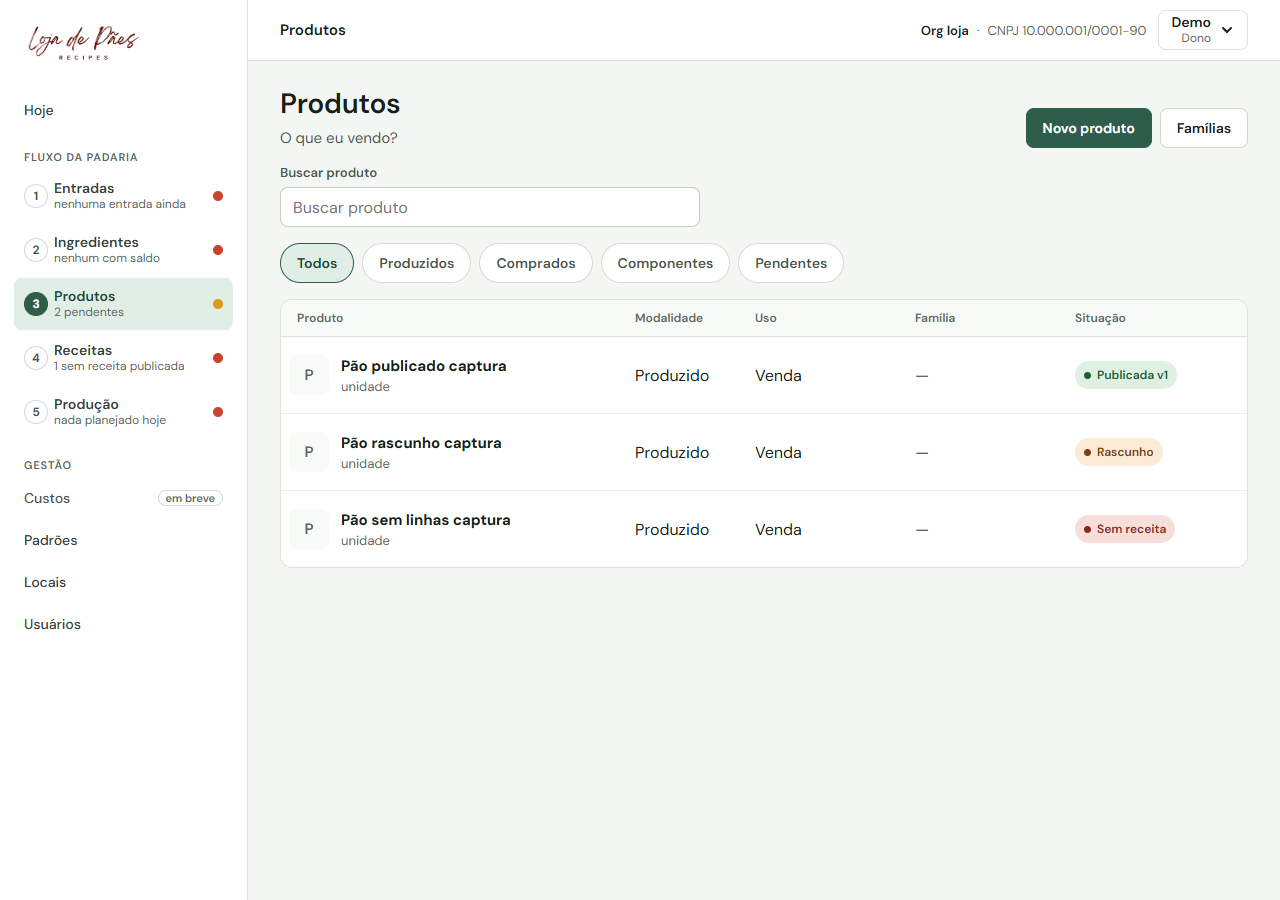 Loja de Pães
RECIPES
Hoje
FLUXO DA PADARIA
1
Entradas
nenhuma entrada ainda
2
Ingredientes
nenhum com saldo
3
Produtos
2 pendentes
4
Receitas
1 sem receita publicada
5
Produção
nada planejado hoje
GESTÃO
Custos em breve
Padrões
Locais
Usuários
Produtos
Org loja · CNPJ 10.000.001/0001-90
Demo
Dono
Produtos
O que eu vendo?
Novo produto
Famílias
Buscar produto
Buscar produto
Todos Produzidos Comprados Componentes Pendentes
Produto Modalidade Uso Família Situação
P Pão publicado captura Produzido Venda — Publicada v1
unidade
P Pão rascunho captura Produzido Venda — Rascunho
unidade
P Pão sem linhas captura Produzido Venda — Sem receita
unidade